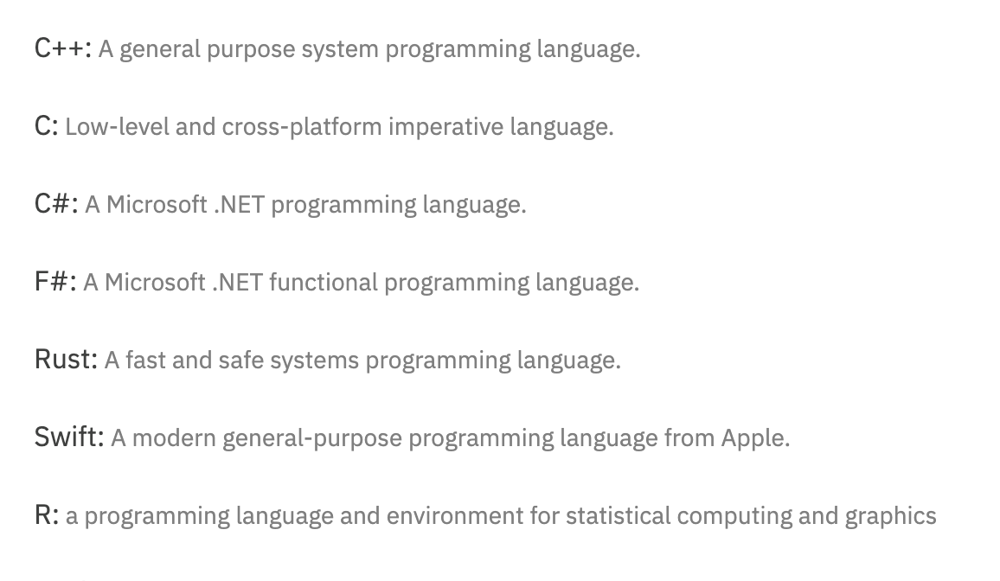 C++: A general purpose system programming language.
C: Low-level and cross-platform imperative language.
C#: A Microsoft .NET programming language.
F#: A Microsoft .NET functional programming language.
Rust: A fast and safe systems programming language.
Swift: A modern general-purpose programming language from Apple.
R: a programming language and environment for statistical computing and graphics